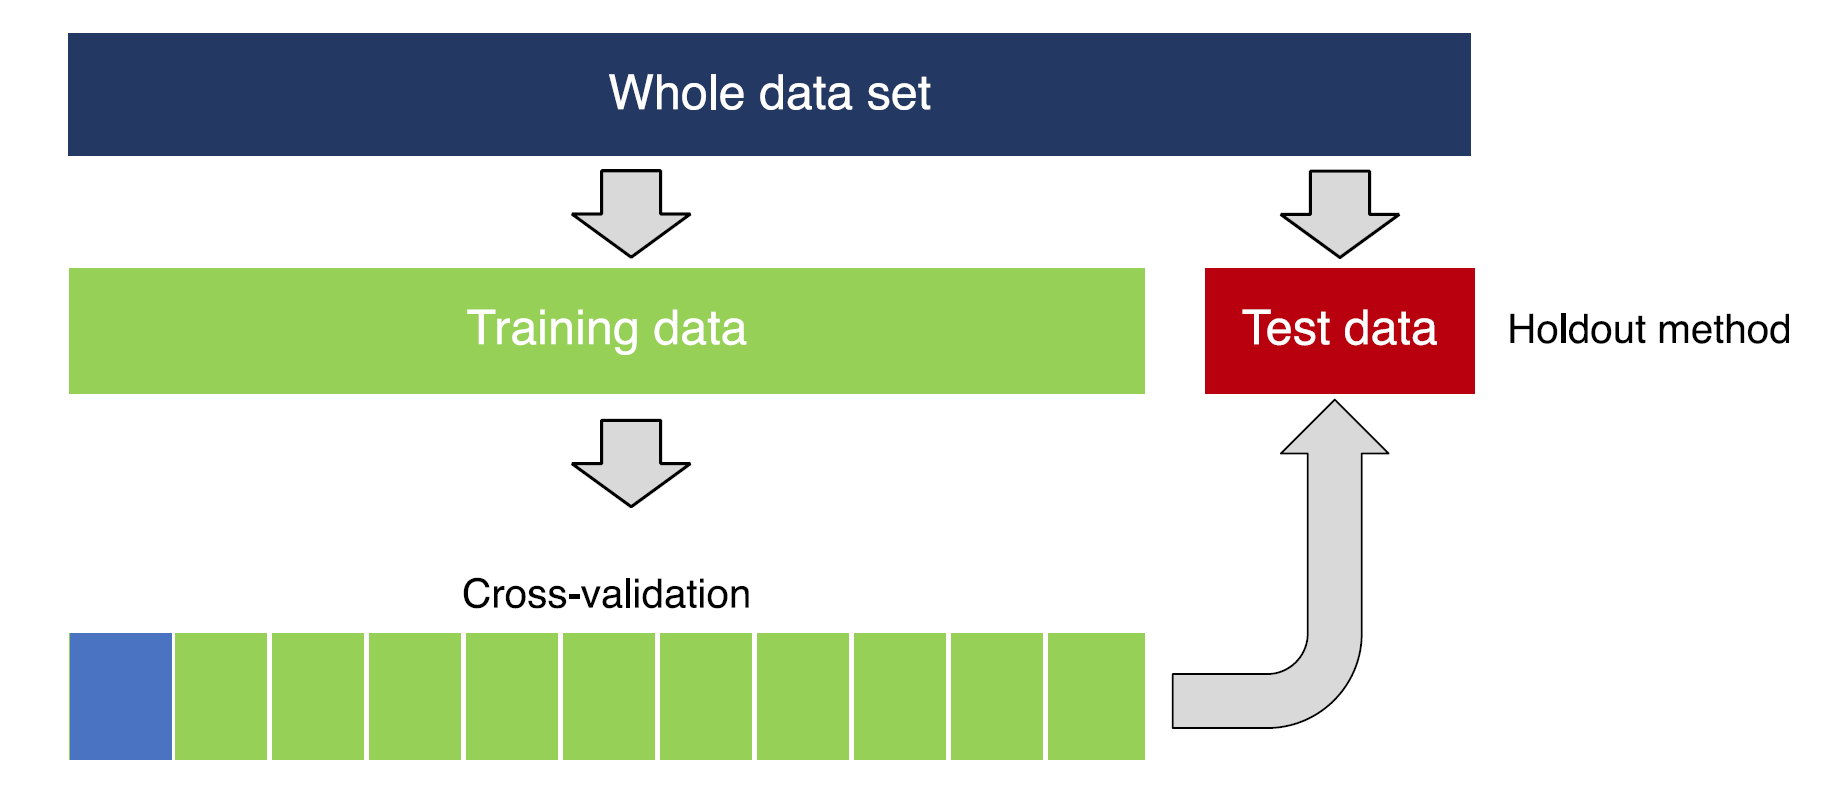 Whole data set
Training data
Test data
Holdout method
Cross-validation